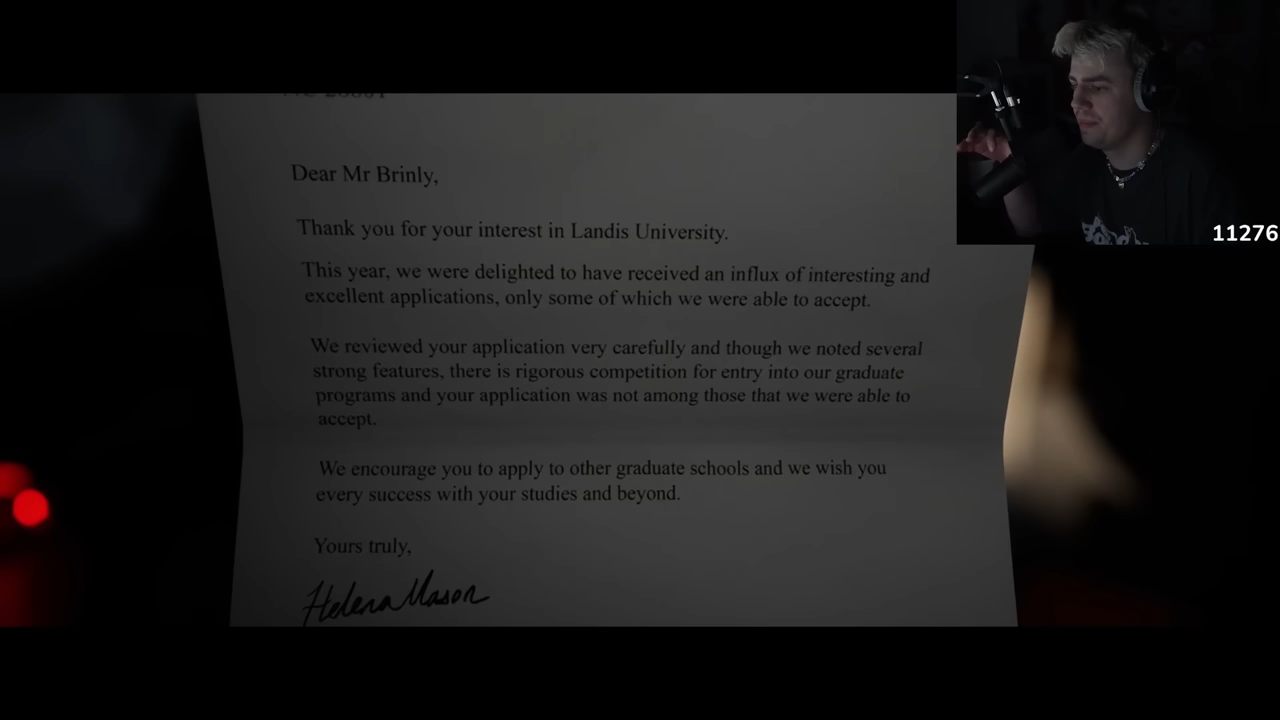 Dear Mr Brinly,
Thank you for your interest in Landis University.
This year, we were delighted to have received an influx of interesting and
excellent applications, only some of which we were able to accept.
We reviewed your application very carefully and though we noted several
strong features, there is rigorous competition for entry into our graduate
programs and your application was not among those that we were able to
accept.
We encourage you to apply to other graduate schools and we wish you
every success with your studies and beyond.
Yours truly,
Helena Mason
11276